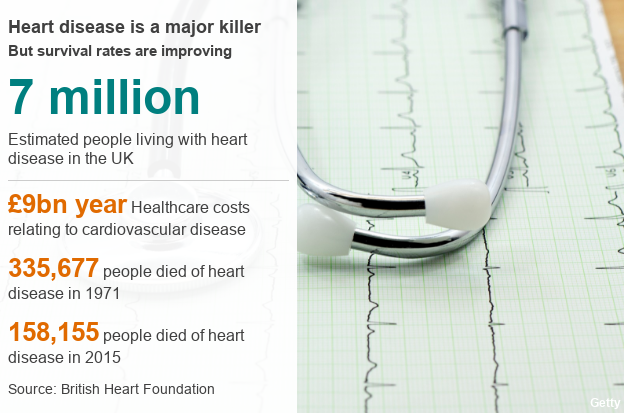 Heart disease is a major killer
But survival rates are improving
7 million
Estimated people living with heart
disease in the UK
£9bn year Healthcare costs
relating to cardiovascular disease
335,677 people died of heart
disease in 1971
158,155 people died of heart
disease in 2015
Source: British Heart Foundation
Getty